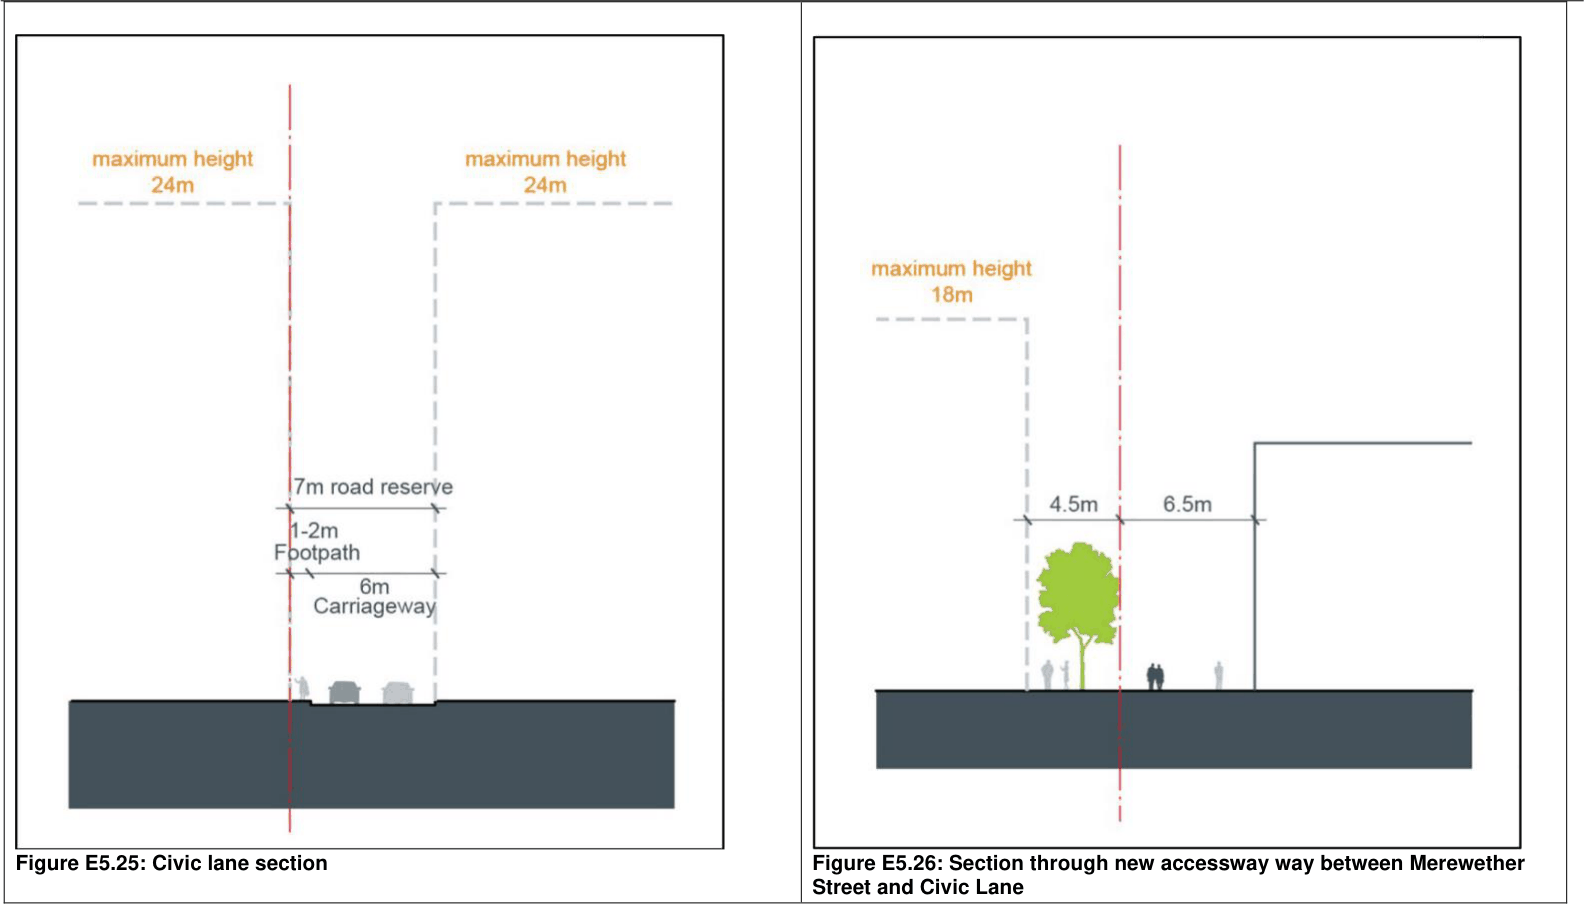 maximum height
24m
maximum height
24m
7m road reserve
1-2m
Footpath
6m
Carriageway
Figure E5.25: Civic lane section
maximum height
18m
4.5m
6.5m
Figure E5.26: Section through new accessway way between Merewether
Street and Civic Lane